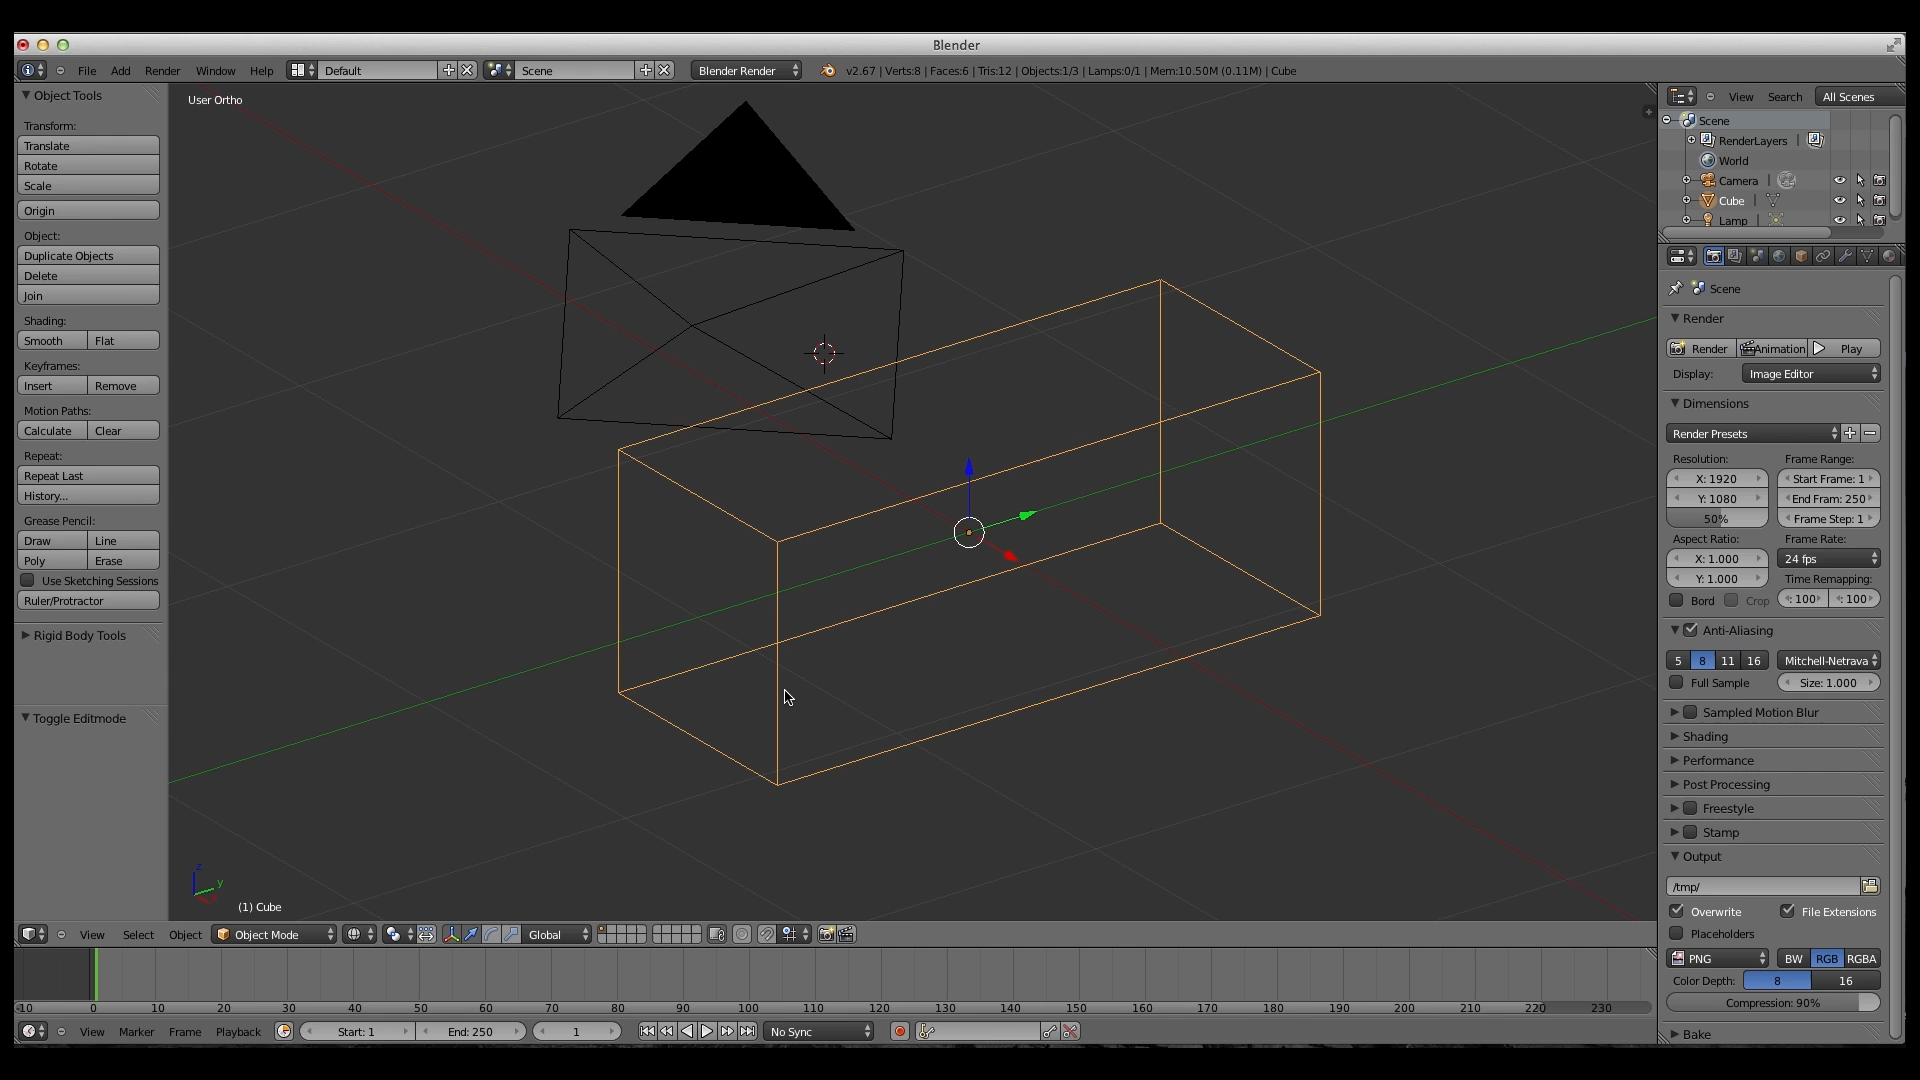 Blender
File Add Render Window Help Default Scene Blender Render v2.67 | Verts:8 | Faces:6 | Tris:12 | Objects:1/3 | Lamps:0/1 | Mem:10.50M (0.11M) | Cube
Object Tools
Transform:
Translate
Rotate
Scale
Origin
Object:
Duplicate Objects
Delete
Join
Shading:
Smooth Flat
Keyframes:
Insert Remove
Motion Paths:
Calculate Clear
Repeat:
Repeat Last
History...
Grease Pencil:
Draw Line
Poly Erase
Use Sketching Sessions
Ruler/Protractor
Rigid Body Tools
Toggle Editmode
User Ortho
z
y
(1) Cube
View Search All Scenes
Scene
RenderLayers
World
Camera
Cube
Lamp
Scene
Render
Render Animation Play
Display: Image Editor
Dimensions
Render Presets
Resolution: Frame Range:
X: 1920 Start Frame: 1
Y: 1080 End Fram: 250
50% Frame Step: 1
Aspect Ratio: Frame Rate:
X: 1.000 24 fps
Y: 1.000 Time Remapping:
Bord Crop : 100 : 100
Anti-Aliasing
5 8 11 16 Mitchell-Netrava
Full Sample Size: 1.000
Sampled Motion Blur
Shading
Performance
Post Processing
Freestyle
Stamp
Output
/tmp/
Overwrite File Extensions
Placeholders
PNG BW RGB RGBA
Color Depth: 8 16
Compression: 90%
Bake
View Select Object Object Mode Global
-10 0 10 20 30 40 50 60 70 80 90 100 110 120 130 140 150 160 170 180 190 200 210 220 230
View Marker Frame Playback Start: 1 End: 250 1 No Sync